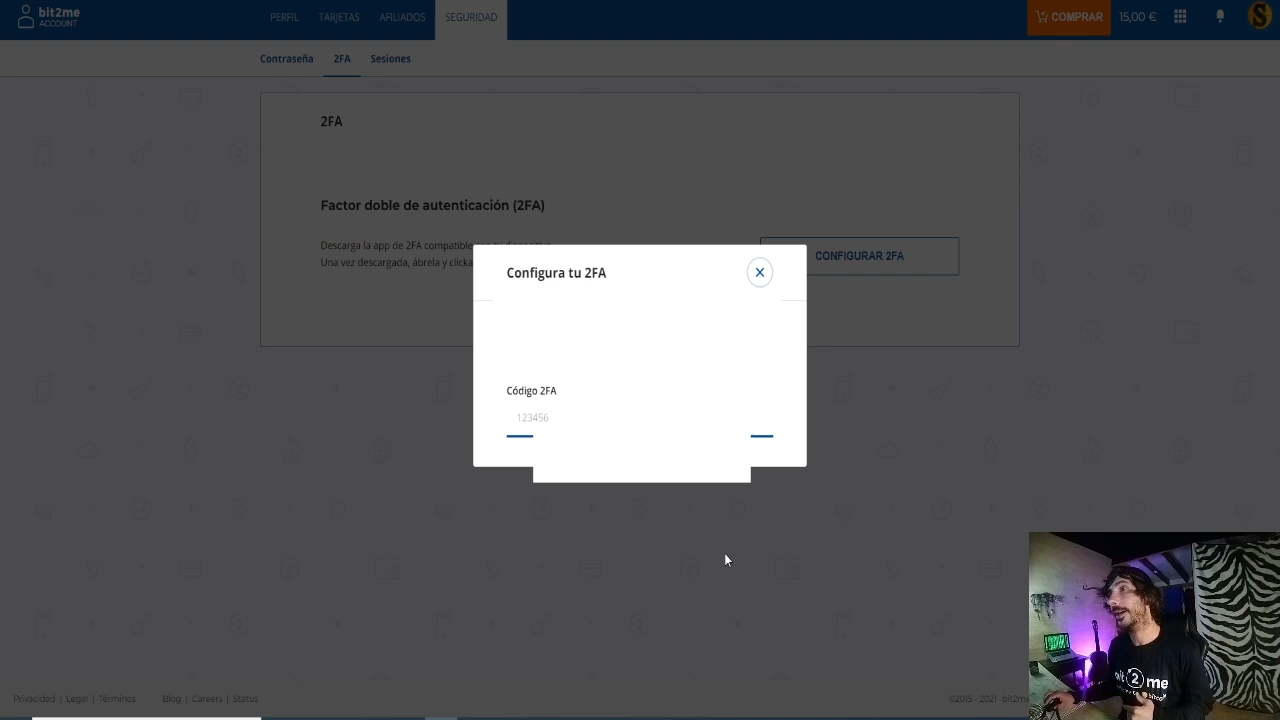 bit2me
ACCOUNT
PERFIL
TARJETAS
AFILIADOS
SEGURIDAD
COMPRAR
15,00 €
S
Contraseña
2FA
Sesiones
2FA
Factor doble de autenticación (2FA)
Descarga la app de 2FA compatible
Una vez descargada, ábrela y clicka
CONFIGURAR 2FA
Configura tu 2FA
Código 2FA
123456
bit2me
Privacidad | Legal | Términos
Blog | Careers | Status
©2015 - 2021 bit2me